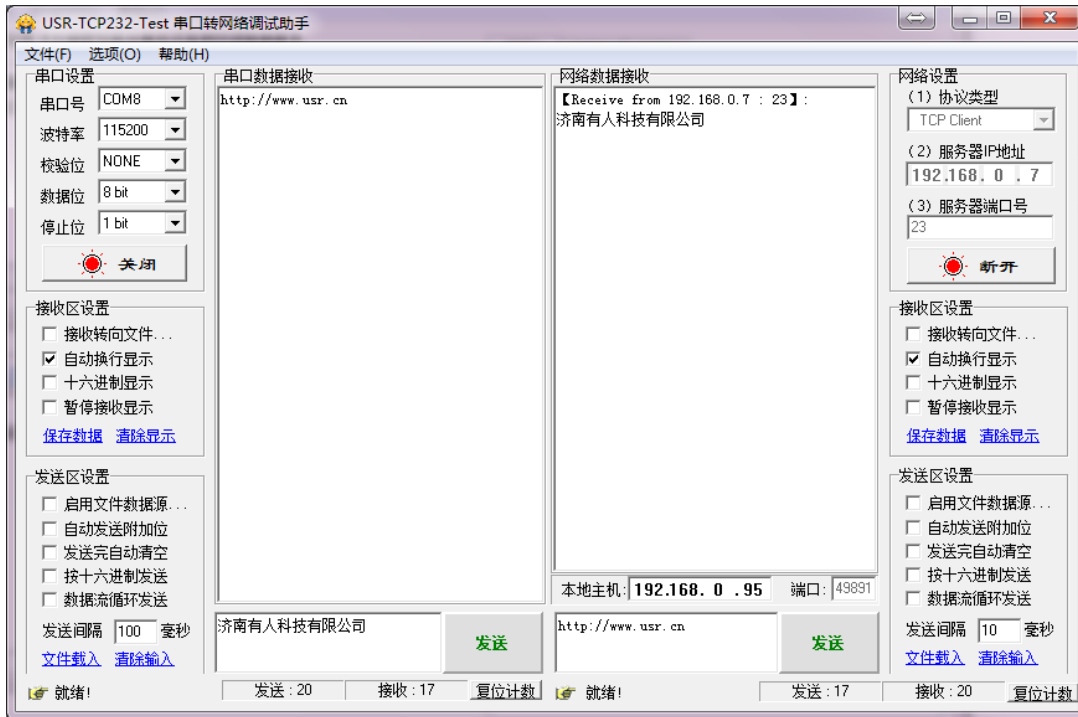 USR-TCP232-Test 串口转网络调试助手
文件(F) 选项(O) 帮助(H)
串口设置
串口号 COM8
波特率 115200
校验位 NONE
数据位 8 bit
停止位 1 bit
关闭
接收区设置
接收转向文件...
自动换行显示
十六进制显示
暂停接收显示
保存数据 清除显示
发送区设置
启用文件数据源...
自动发送附加位
发送完自动清空
按十六进制发送
数据流循环发送
发送间隔 100 毫秒
文件载入 清除输入
就绪!
串口数据接收
http://www.usr.cn
济南有人科技有限公司
发送
发送 : 20 接收 : 17 复位计数
网络数据接收
【Receive from 192.168.0.7 : 23】:
济南有人科技有限公司
本地主机: 192.168. 0 .95 端口: 49891
http://www.usr.cn
发送
就绪!
发送 : 17 接收 : 20 复位计数
网络设置
(1) 协议类型
TCP Client
(2) 服务器IP地址
192.168. 0 . 7
(3) 服务器端口号
23
断开
接收区设置
接收转向文件...
自动换行显示
十六进制显示
暂停接收显示
保存数据 清除显示
发送区设置
启用文件数据源...
自动发送附加位
发送完自动清空
按十六进制发送
数据流循环发送
发送间隔 10 毫秒
文件载入 清除输入